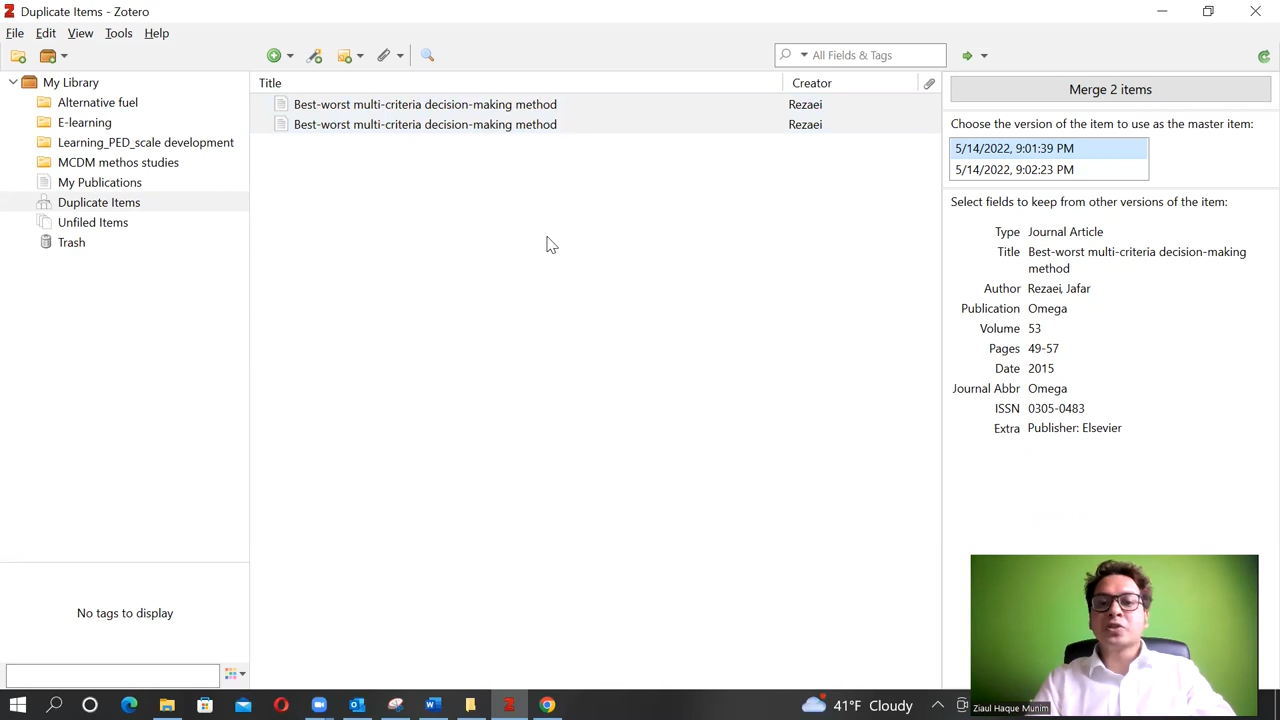 Duplicate Items - Zotero
File Edit View Tools Help
All Fields & Tags
My Library
Alternative fuel
E-learning
Learning_PED_scale development
MCDM methos studies
My Publications
Duplicate Items
Unfiled Items
Trash
No tags to display
Title Creator
Best-worst multi-criteria decision-making method Rezaei
Best-worst multi-criteria decision-making method Rezaei
Merge 2 items
Choose the version of the item to use as the master item:
5/14/2022, 9:01:39 PM
5/14/2022, 9:02:23 PM
Select fields to keep from other versions of the item:
Type Journal Article
Title Best-worst multi-criteria decision-making
method
Author Rezaei, Jafar
Publication Omega
Volume 53
Pages 49-57
Date 2015
Journal Abbr Omega
ISSN 0305-0483
Extra Publisher: Elsevier
Ziaul Haque Munim
41°F Cloudy